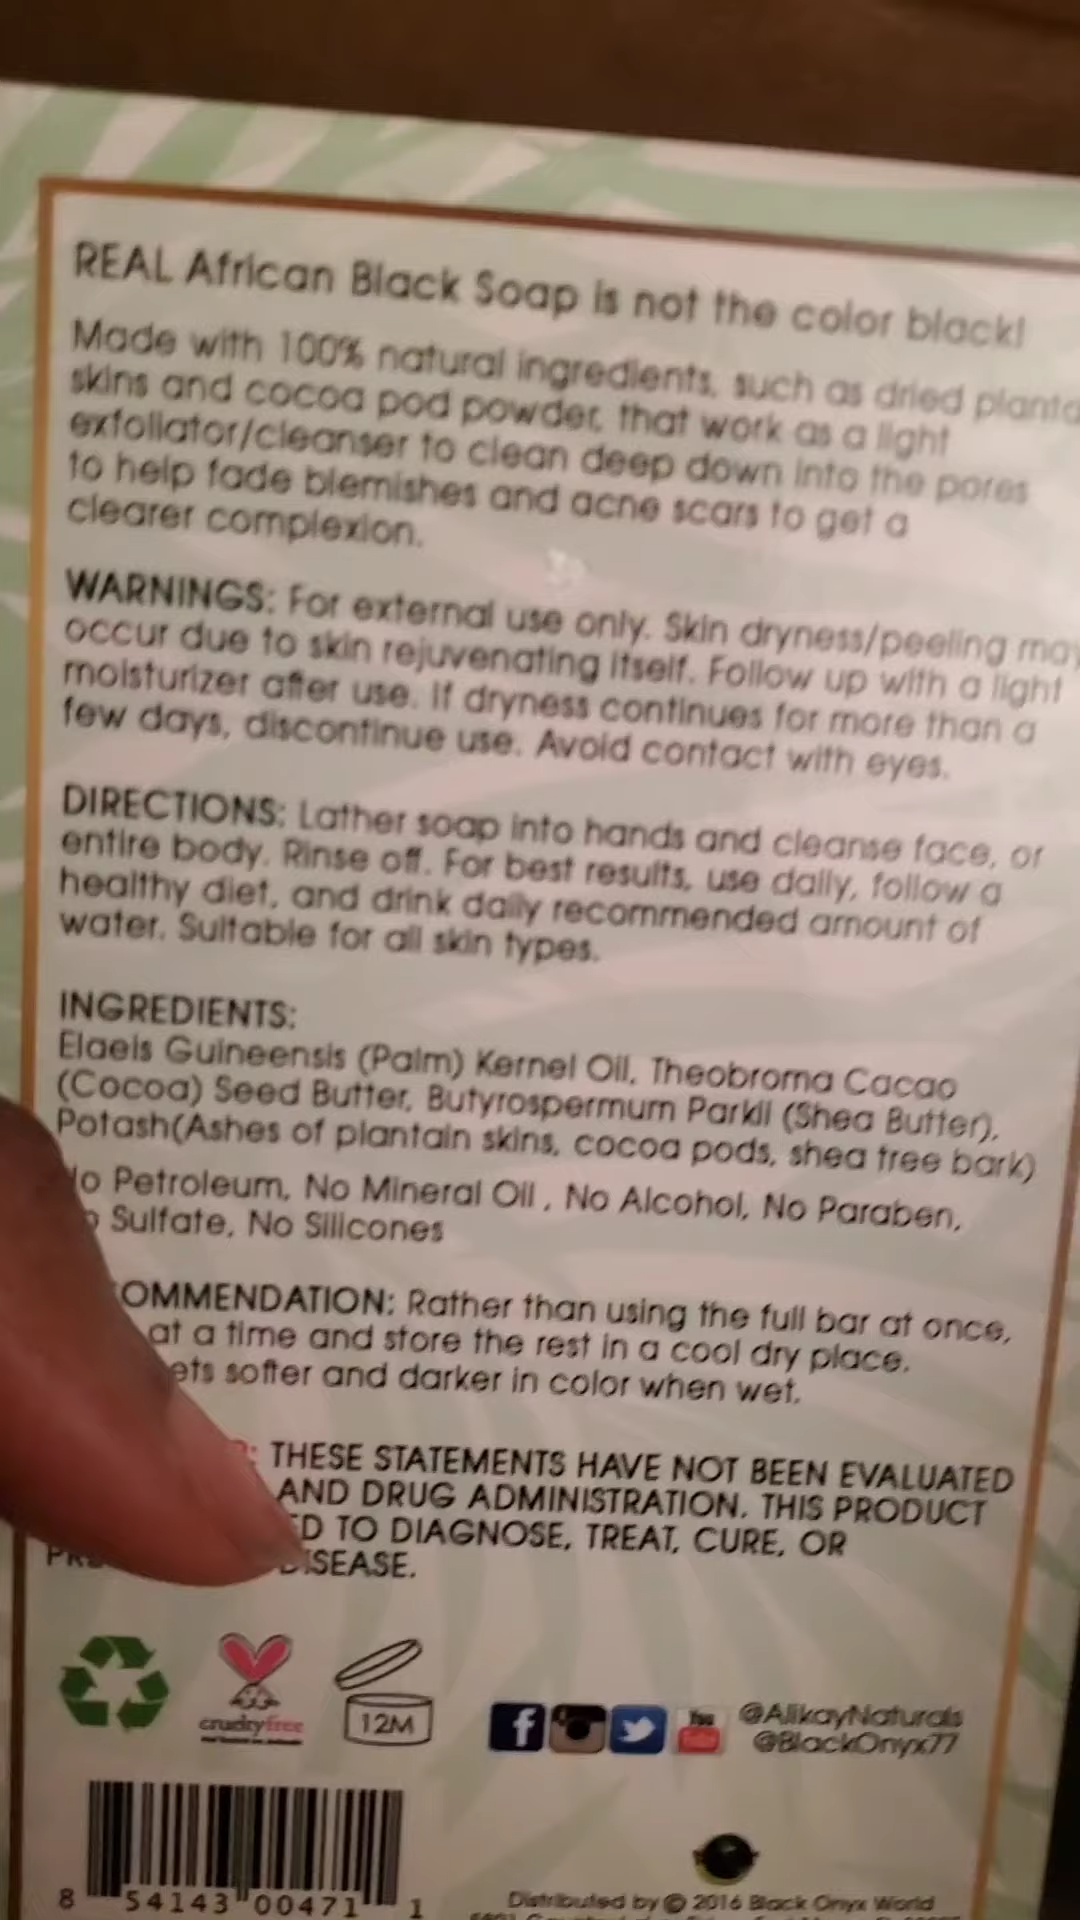 REAL African Black Soap is not the color black!
Made with 100% natural ingredients, such as dried planta
skins and cocoa pod powder, that work as a light
exfoliator/cleanser to clean deep down into the pores
to help fade blemishes and acne scars to get a
clearer complexion.
WARNINGS: For external use only. Skin dryness/peeling may
occur due to skin rejuvenating itself. Follow up with a light
moisturizer after use. If dryness continues for more than a
few days, discontinue use. Avoid contact with eyes.
DIRECTIONS: Lather soap into hands and cleanse face, or
entire body. Rinse off. For best results, use daily, follow a
healthy diet, and drink daily recommended amount of
water. Suitable for all skin types.
INGREDIENTS:
Elaeis Guineensis (Palm) Kernel Oil, Theobroma Cacao
(Cocoa) Seed Butter, Butyrospermum Parkii (Shea Butter),
Potash(Ashes of plantain skins, cocoa pods, shea tree bark)
o Petroleum, No Mineral Oil , No Alcohol, No Paraben,
Sulfate, No Silicones
OMMENDATION: Rather than using the full bar at once,
at a time and store the rest in a cool dry place.
ets softer and darker in color when wet.
R: THESE STATEMENTS HAVE NOT BEEN EVALUATED
AND DRUG ADMINISTRATION. THIS PRODUCT
ED TO DIAGNOSE, TREAT, CURE, OR
DISEASE.
crueltyfree
12M
f
You
Tube
@AlikayNaturals
@BlackOnyx77
8 54143 00471 1
Distributed by © 2016 Black Onyx World